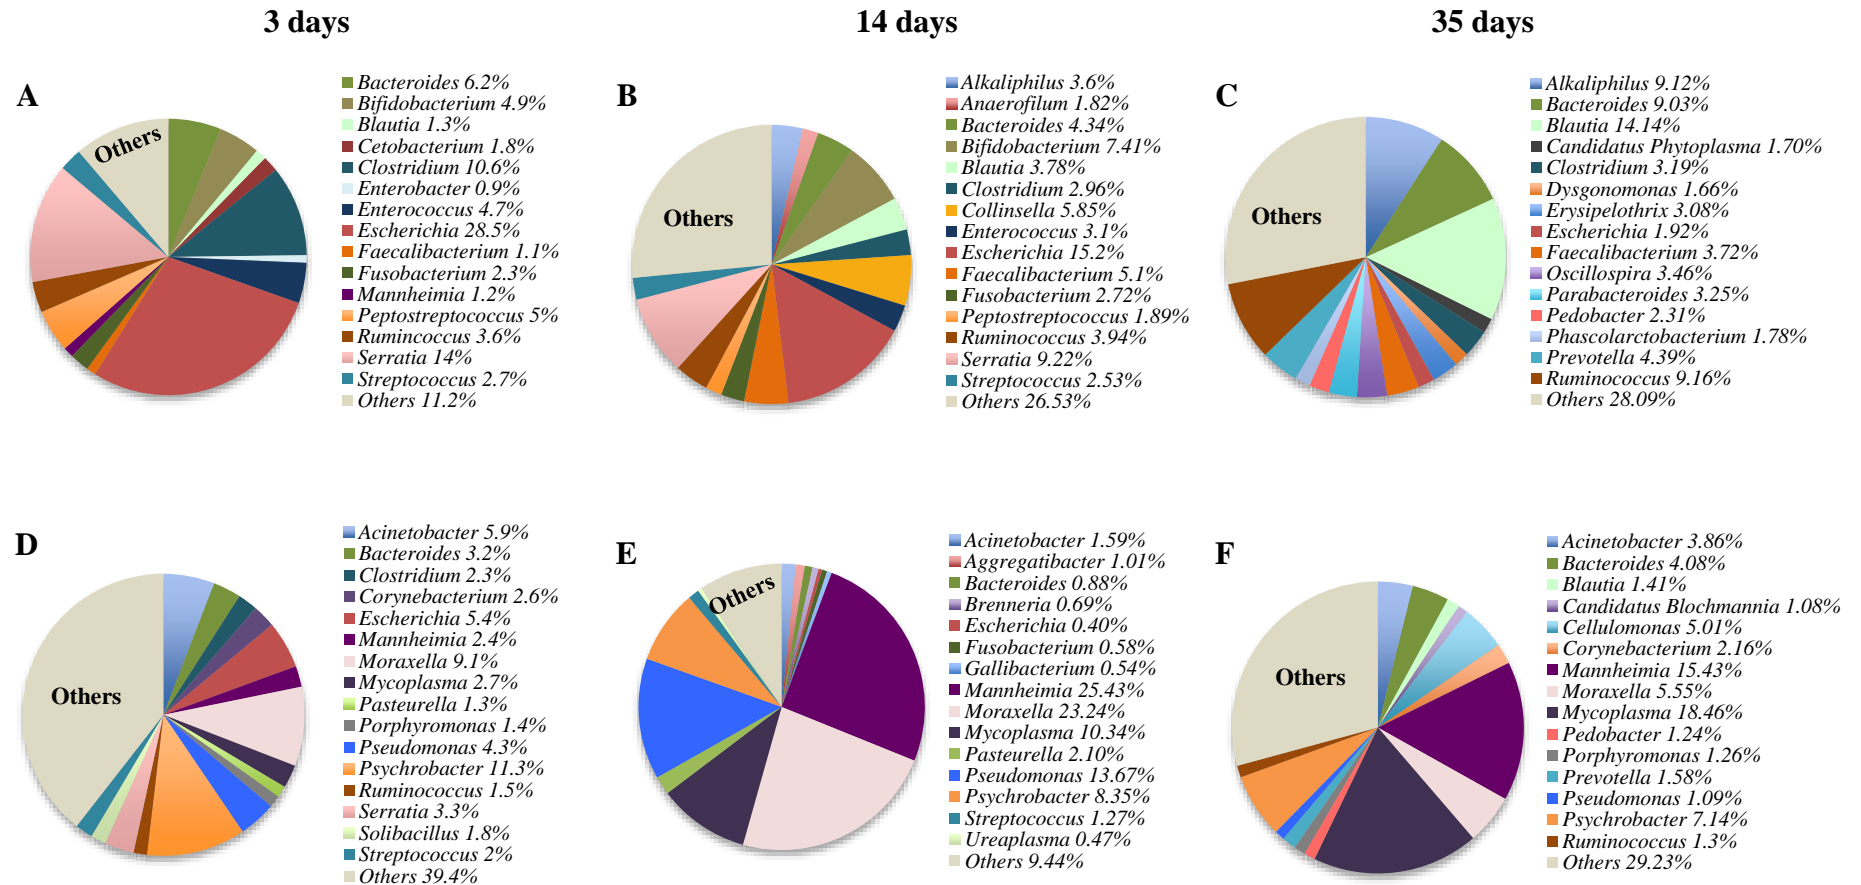 3 days
14 days
35 days
A
Others
Bacteroides 6.2%
Bifidobacterium 4.9%
Blautia 1.3%
Cetobacterium 1.8%
Clostridium 10.6%
Enterobacter 0.9%
Enterococcus 4.7%
Escherichia 28.5%
Faecalibacterium 1.1%
Fusobacterium 2.3%
Mannheimia 1.2%
Peptostreptococcus 5%
Rumincoccus 3.6%
Serratia 14%
Streptococcus 2.7%
Others 11.2%
B
Others
Alkaliphilus 3.6%
Anaerofilum 1.82%
Bacteroides 4.34%
Bifidobacterium 7.41%
Blautia 3.78%
Clostridium 2.96%
Collinsella 5.85%
Enterococcus 3.1%
Escherichia 15.2%
Faecalibacterium 5.1%
Fusobacterium 2.72%
Peptostreptococcus 1.89%
Ruminococcus 3.94%
Serratia 9.22%
Streptococcus 2.53%
Others 26.53%
C
Others
Alkaliphilus 9.12%
Bacteroides 9.03%
Blautia 14.14%
Candidatus Phytoplasma 1.70%
Clostridium 3.19%
Dysgonomonas 1.66%
Erysipelothrix 3.08%
Escherichia 1.92%
Faecalibacterium 3.72%
Oscillospira 3.46%
Parabacteroides 3.25%
Pedobacter 2.31%
Phascolarctobacterium 1.78%
Prevotella 4.39%
Ruminococcus 9.16%
Others 28.09%
D
Others
Acinetobacter 5.9%
Bacteroides 3.2%
Clostridium 2.3%
Corynebacterium 2.6%
Escherichia 5.4%
Mannheimia 2.4%
Moraxella 9.1%
Mycoplasma 2.7%
Pasteurella 1.3%
Porphyromonas 1.4%
Pseudomonas 4.3%
Psychrobacter 11.3%
Ruminococcus 1.5%
Serratia 3.3%
Solibacillus 1.8%
Streptococcus 2%
Others 39.4%
E
Others
Acinetobacter 1.59%
Aggregatibacter 1.01%
Bacteroides 0.88%
Brenneria 0.69%
Escherichia 0.40%
Fusobacterium 0.58%
Gallibacterium 0.54%
Mannheimia 25.43%
Moraxella 23.24%
Mycoplasma 10.34%
Pasteurella 2.10%
Pseudomonas 13.67%
Psychrobacter 8.35%
Streptococcus 1.27%
Ureaplasma 0.47%
Others 9.44%
F
Others
Acinetobacter 3.86%
Bacteroides 4.08%
Blautia 1.41%
Candidatus Blochmannia 1.08%
Cellulomonas 5.01%
Corynebacterium 2.16%
Mannheimia 15.43%
Moraxella 5.55%
Mycoplasma 18.46%
Pedobacter 1.24%
Porphyromonas 1.26%
Prevotella 1.58%
Pseudomonas 1.09%
Psychrobacter 7.14%
Ruminococcus 1.3%
Others 29.23%